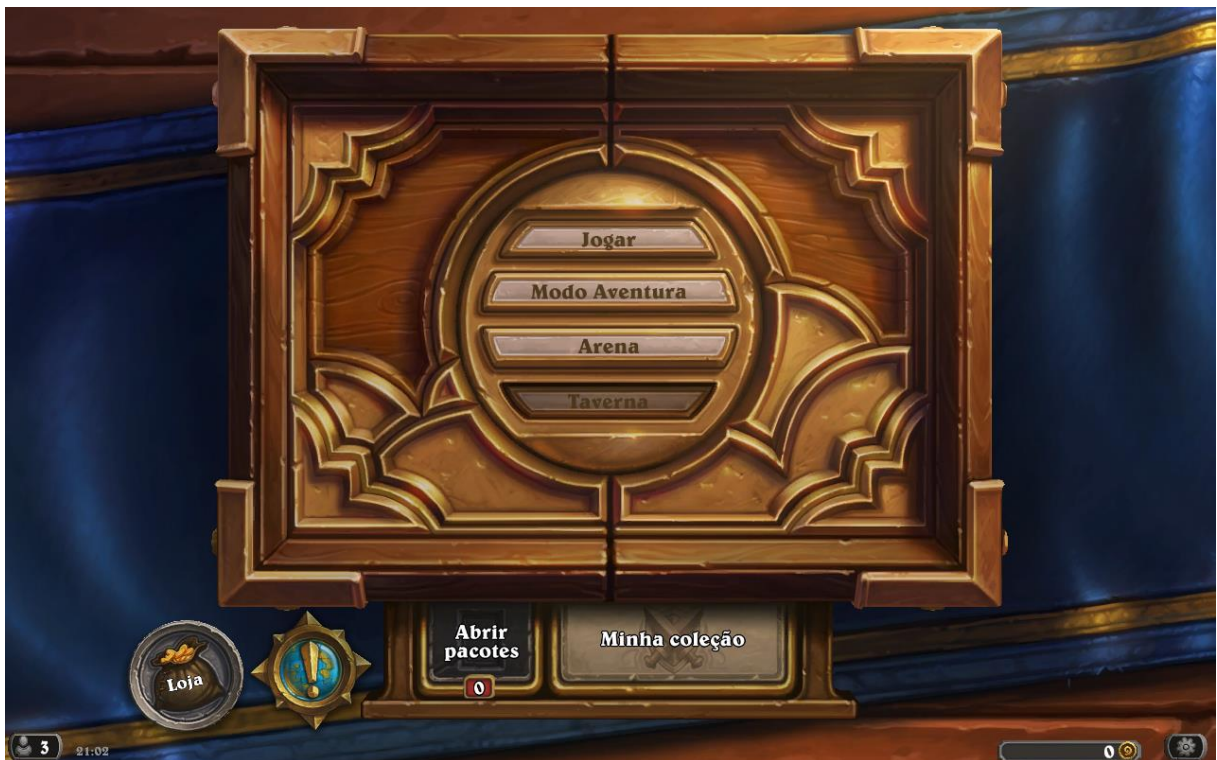 Jogar
Modo Aventura
Arena
Taverna
Abrir
pacotes
0
Minha coleção
Loja
3
21:02
0